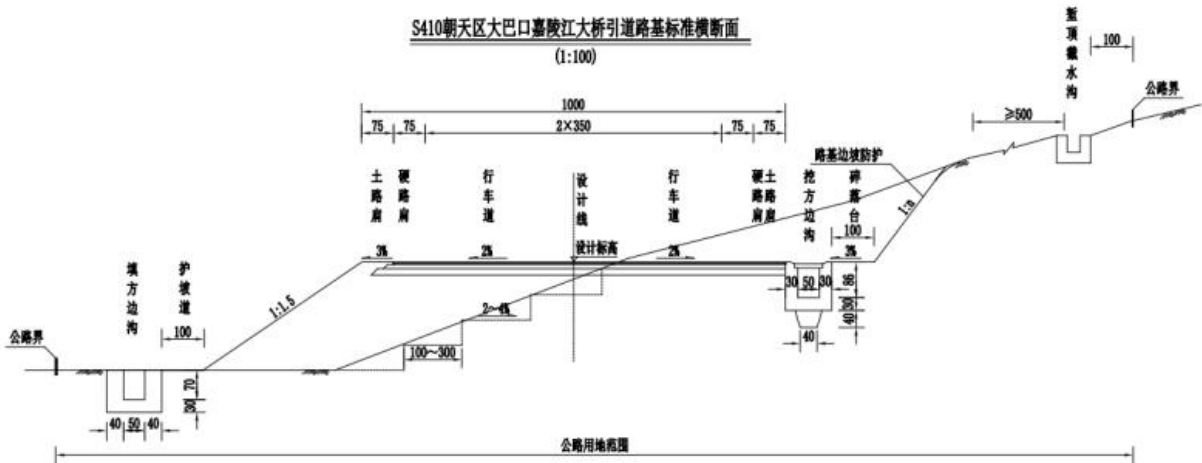 S410朝天区大巴口嘉陵江大桥引道路基标准横断面
(1:100)
堑顶截水沟
100
公路界
1000
≥500
75
75
2×350
75
75
路基边坡防护
土路肩
硬路肩
行车道
设计线
行车道
硬路肩
土路肩
挖方边沟
碎落台
1:n
100
设计标高
3%
2%
2%
3%
填方边沟
护坡道
1:1.5
30
50
30
86
30
40
2~4%
40
100
公路界
100~300
70
30
40
50
40
公路用地范围